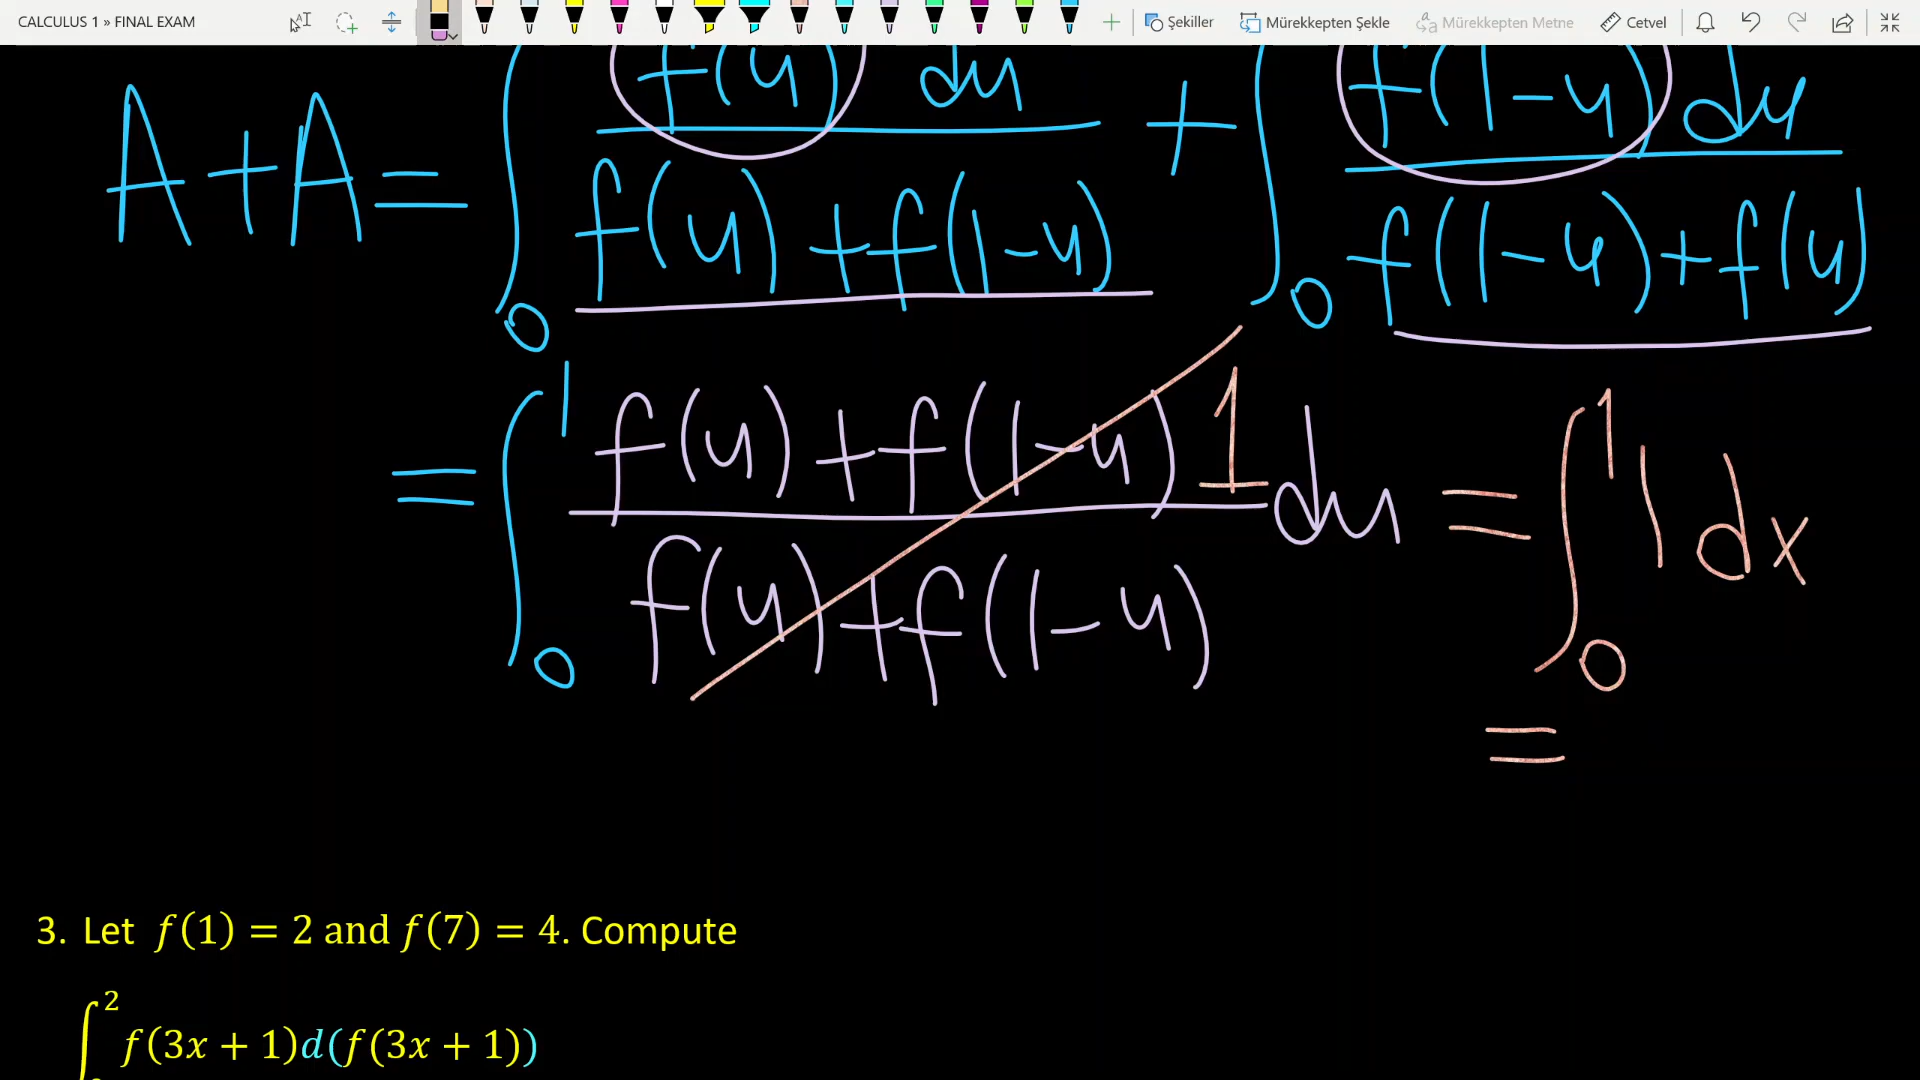 CALCULUS 1 » FINAL EXAM
Şekiller
Mürekkepten Şekle
Mürekkepten Metne
Cetvel
A+A= ∫₀ f(u) du / f(u)+f(1-u) + ∫₀ f(1-u) du / f(1-u)+f(u)
= ∫₀¹ f(u)+f(1-u) / f(u)+f(1-u) 1 du = ∫₀¹ 1 dx
=
3. Let f(1) = 2 and f(7) = 4. Compute
∫² f(3x + 1)d(f(3x + 1))